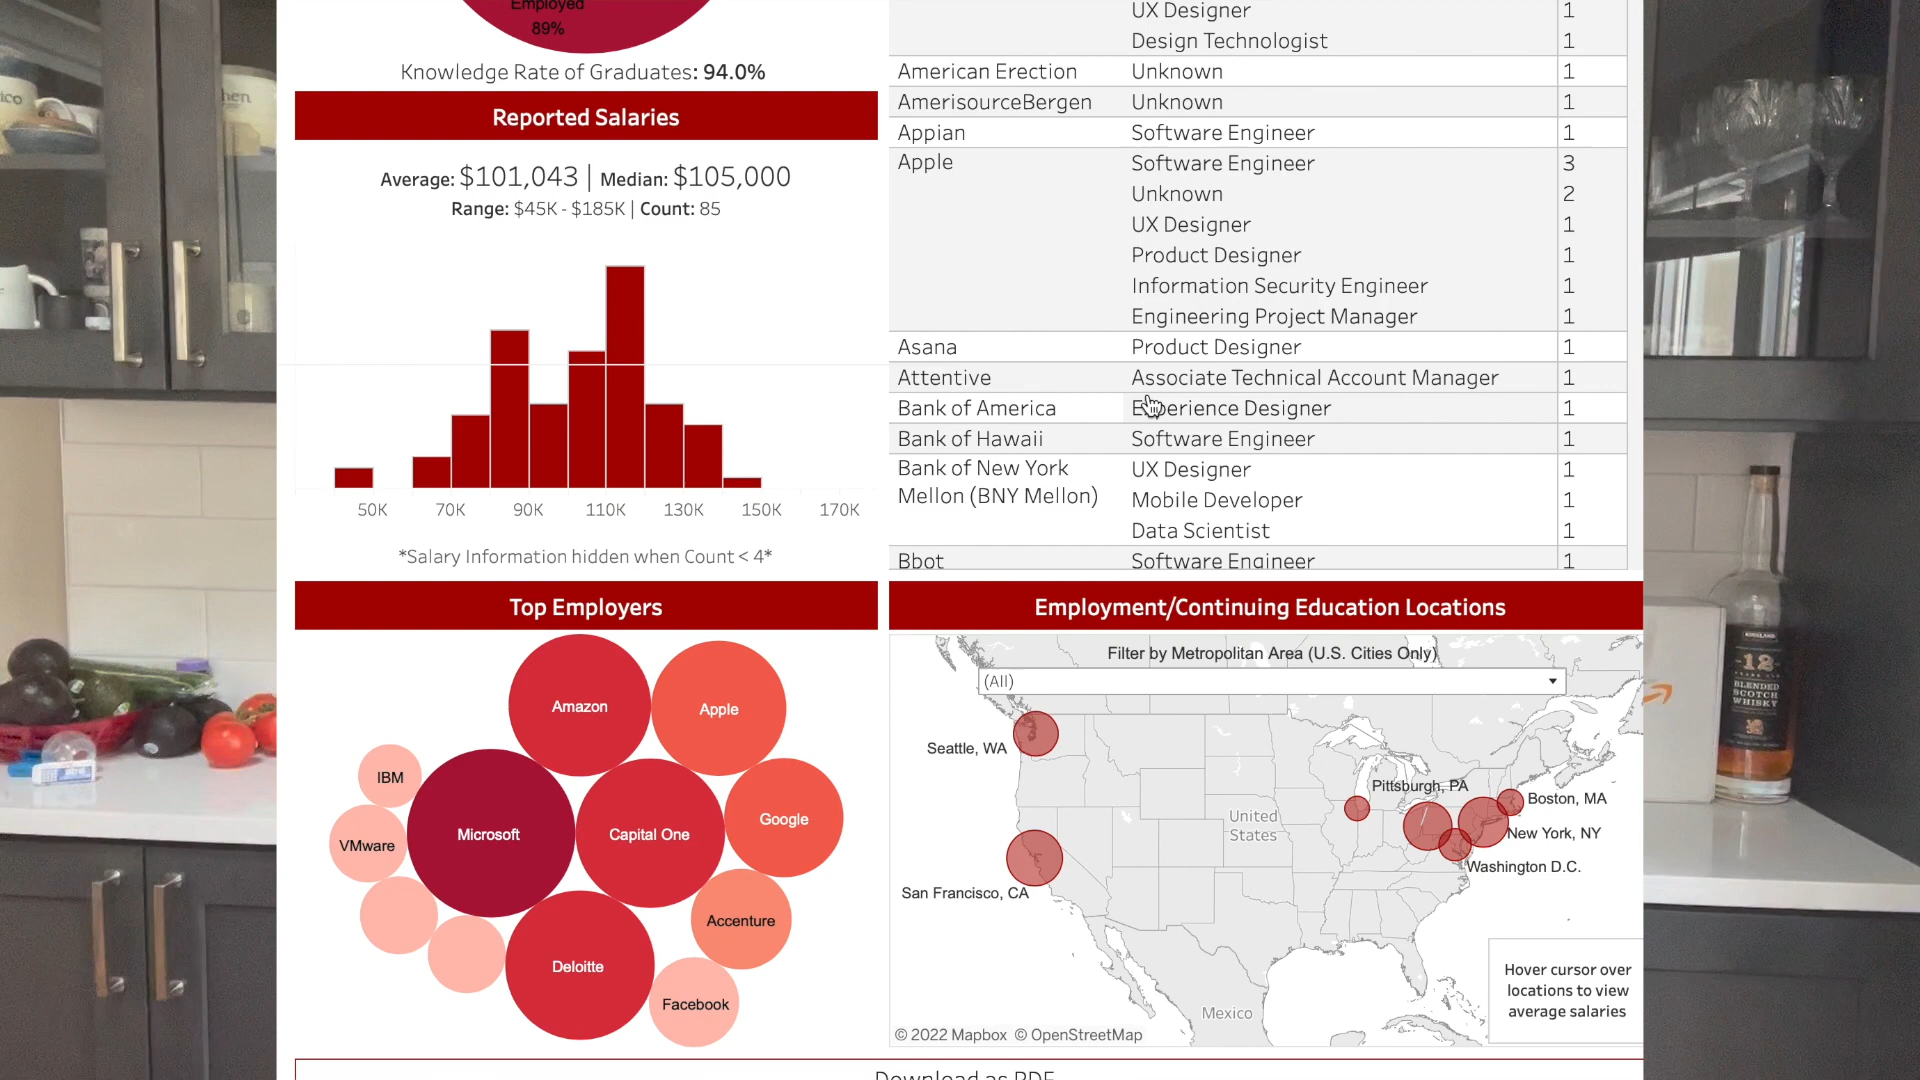 Employed
89%
Knowledge Rate of Graduates: 94.0%
Reported Salaries
Average: $101,043 | Median: $105,000
Range: $45K - $185K | Count: 85
50K 70K 90K 110K 130K 150K 170K
*Salary Information hidden when Count < 4*
UX Designer 1
Design Technologist 1
American Erection Unknown 1
AmerisourceBergen Unknown 1
Appian Software Engineer 1
Apple Software Engineer 3
Unknown 2
UX Designer 1
Product Designer 1
Information Security Engineer 1
Engineering Project Manager 1
Asana Product Designer 1
Attentive Associate Technical Account Manager 1
Bank of America Experience Designer 1
Bank of Hawaii Software Engineer 1
Bank of New York UX Designer 1
Mellon (BNY Mellon) Mobile Developer 1
Data Scientist 1
Bbot Software Engineer 1
Top Employers
Amazon
Apple
IBM
Microsoft
Capital One
Google
VMware
Accenture
Deloitte
Facebook
Employment/Continuing Education Locations
Filter by Metropolitan Area (U.S. Cities Only)
(All)
Seattle, WA
Pittsburgh, PA
Boston, MA
United
States
New York, NY
Washington D.C.
San Francisco, CA
Hover cursor over
locations to view
average salaries
Mexico
© 2022 Mapbox © OpenStreetMap
Download as PDF
KIRKLAND
-12-
BLENDED
SCOTCH
WHISKY